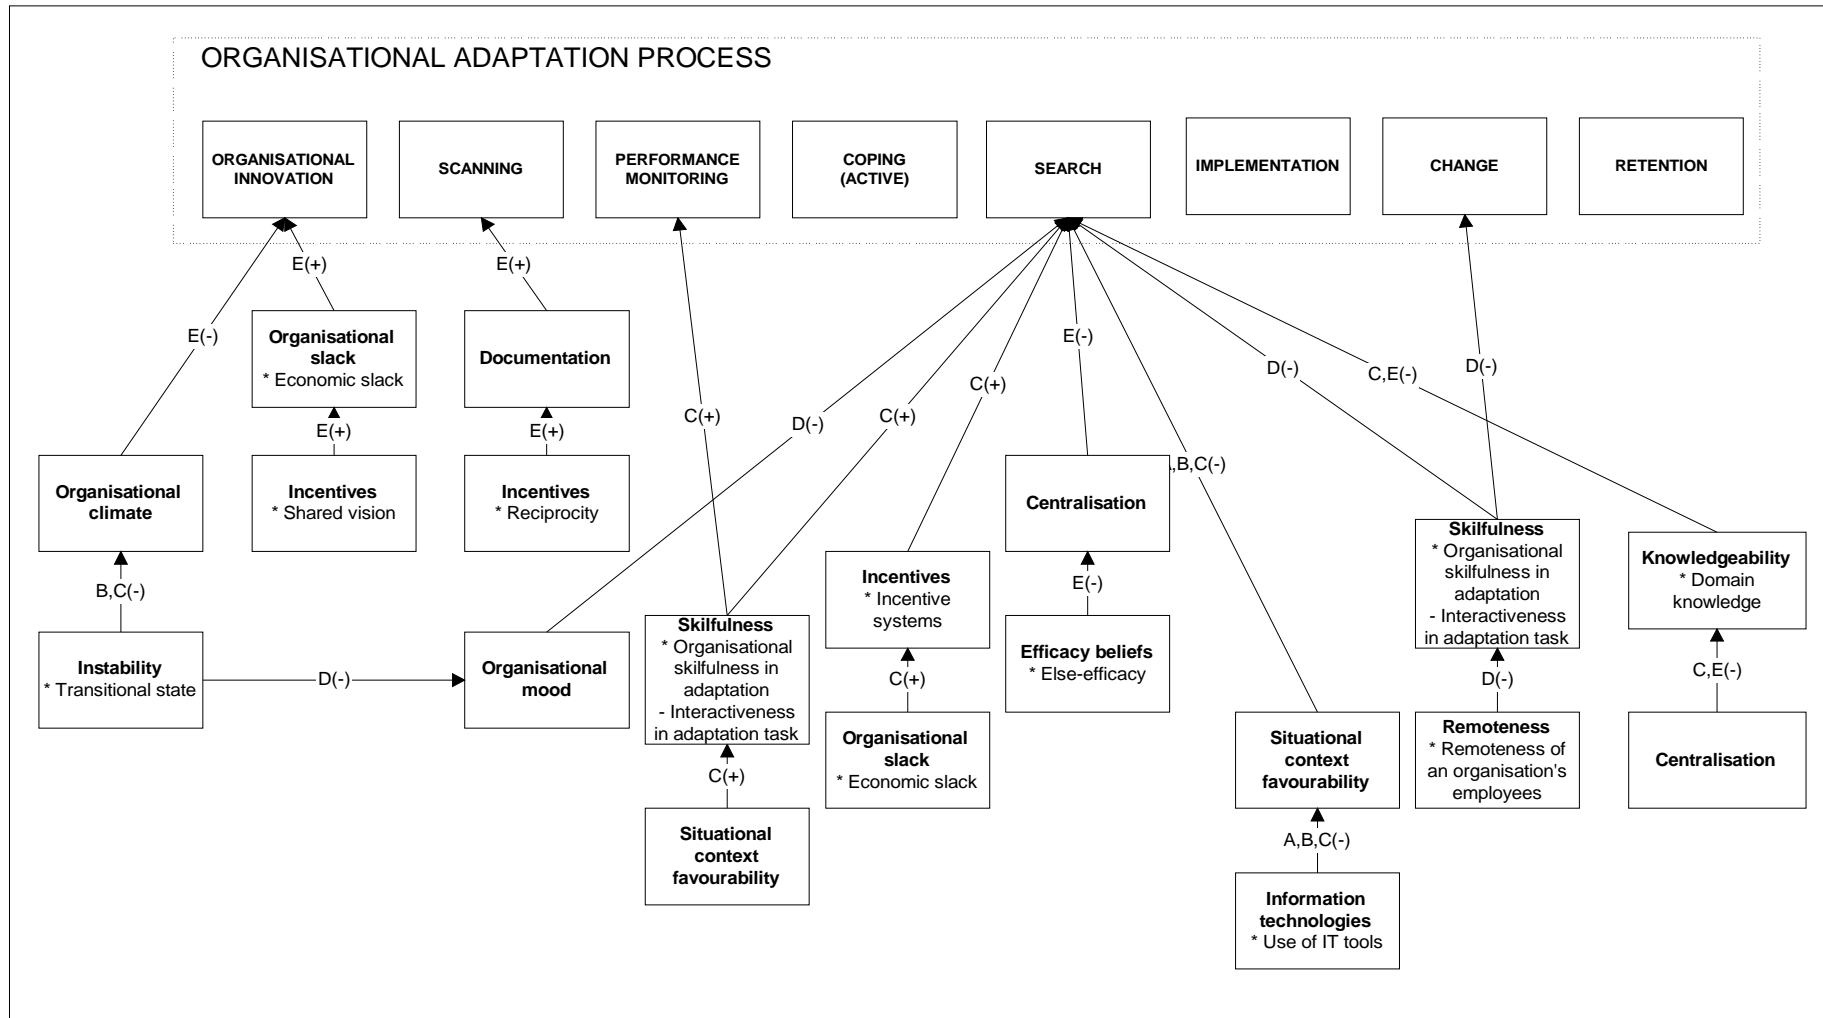 ORGANISATIONAL ADAPTATION PROCESS
ORGANISATIONAL
INNOVATION
SCANNING
PERFORMANCE
MONITORING
COPING
(ACTIVE)
SEARCH
IMPLEMENTATION
CHANGE
RETENTION
E(+)
E(+)
E(-)
Organisational
slack
* Economic slack
Documentation
E(-)
D(-)
D(-)
C,E(-)
C(+)
C(+)
C(+)
D(-)
E(+)
E(+)
,B,C(-)
Organisational
climate
Incentives
* Shared vision
Incentives
* Reciprocity
Centralisation
Skilfulness
* Organisational
skilfulness in
adaptation
- Interactiveness
in adaptation task
Knowledgeability
* Domain
knowledge
B,C(-)
Incentives
* Incentive
systems
E(-)
Instability
* Transitional state
D(-)
Organisational
mood
Skilfulness
* Organisational
skilfulness in
adaptation
- Interactiveness
in adaptation task
C(+)
Efficacy beliefs
* Else-efficacy
D(-)
C,E(-)
Organisational
slack
* Economic slack
Situational
context
favourability
Remoteness
* Remoteness of
an organisation's
employees
Centralisation
C(+)
Situational
context
favourability
A,B,C(-)
Information
technologies
* Use of IT tools